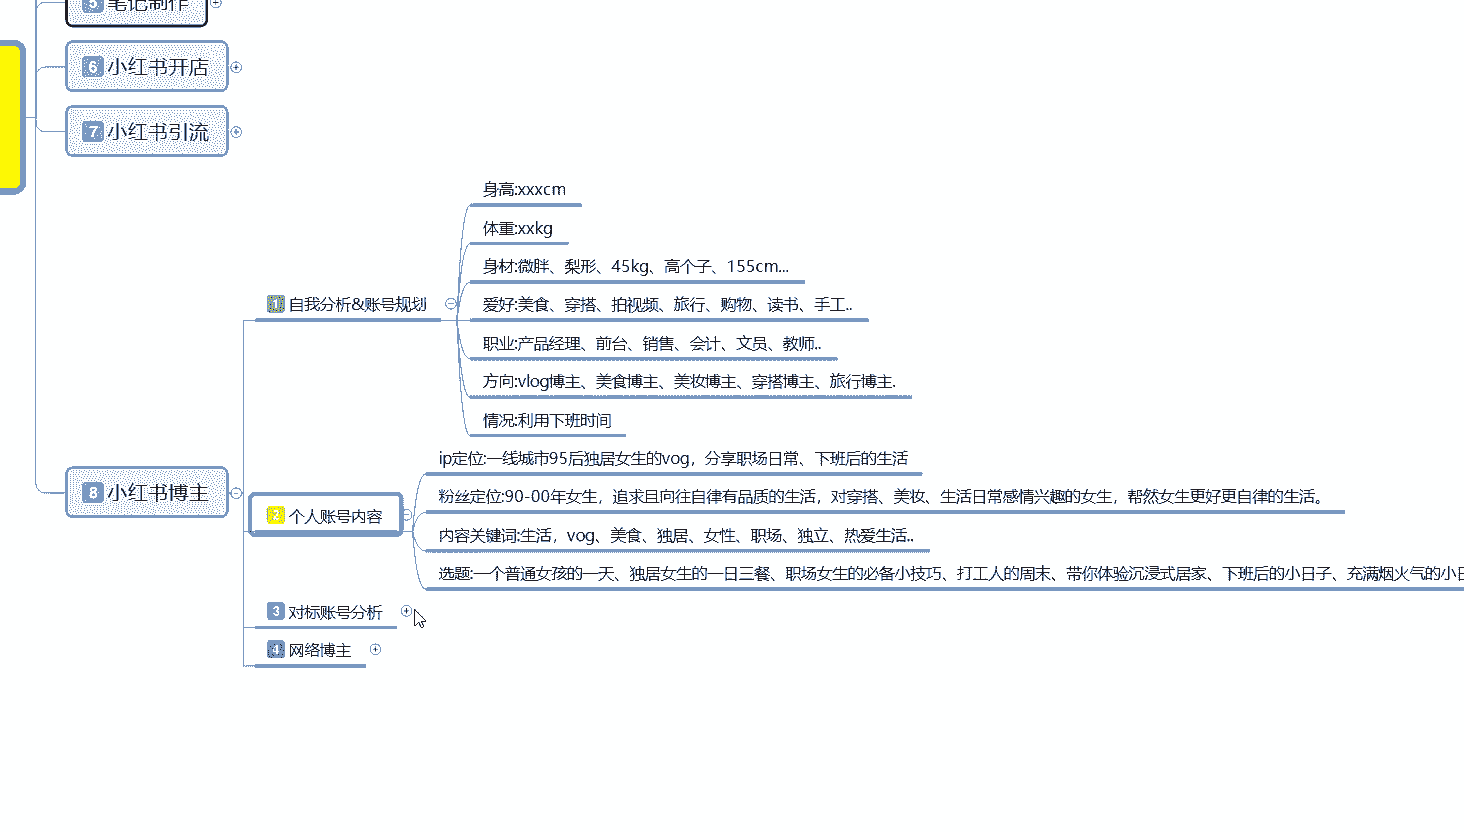 5 笔记制作
6 小红书开店
7 小红书引流
身高:xxxcm
体重:xxkg
身材:微胖、梨形、45kg、高个子、155cm...
1 自我分析&账号规划
爱好:美食、穿搭、拍视频、旅行、购物、读书、手工..
职业:产品经理、前台、销售、会计、文员、教师..
方向:vlog博主、美食博主、美妆博主、穿搭博主、旅行博主.
情况:利用下班时间
ip定位:一线城市95后独居女生的vog，分享职场日常、下班后的生活
8 小红书博主
粉丝定位:90-00年女生，追求且向往自律有品质的生活，对穿搭、美妆、生活日常感情兴趣的女生，帮然女生更好更自律的生活。
2 个人账号内容
内容关键词:生活，vog、美食、独居、女性、职场、独立、热爱生活..
选题:一个普通女孩的一天、独居女生的一日三餐、职场女生的必备小技巧、打工人的周末、带你体验沉浸式居家、下班后的小日子、充满烟火气的小日
3 对标账号分析
4 网络博主